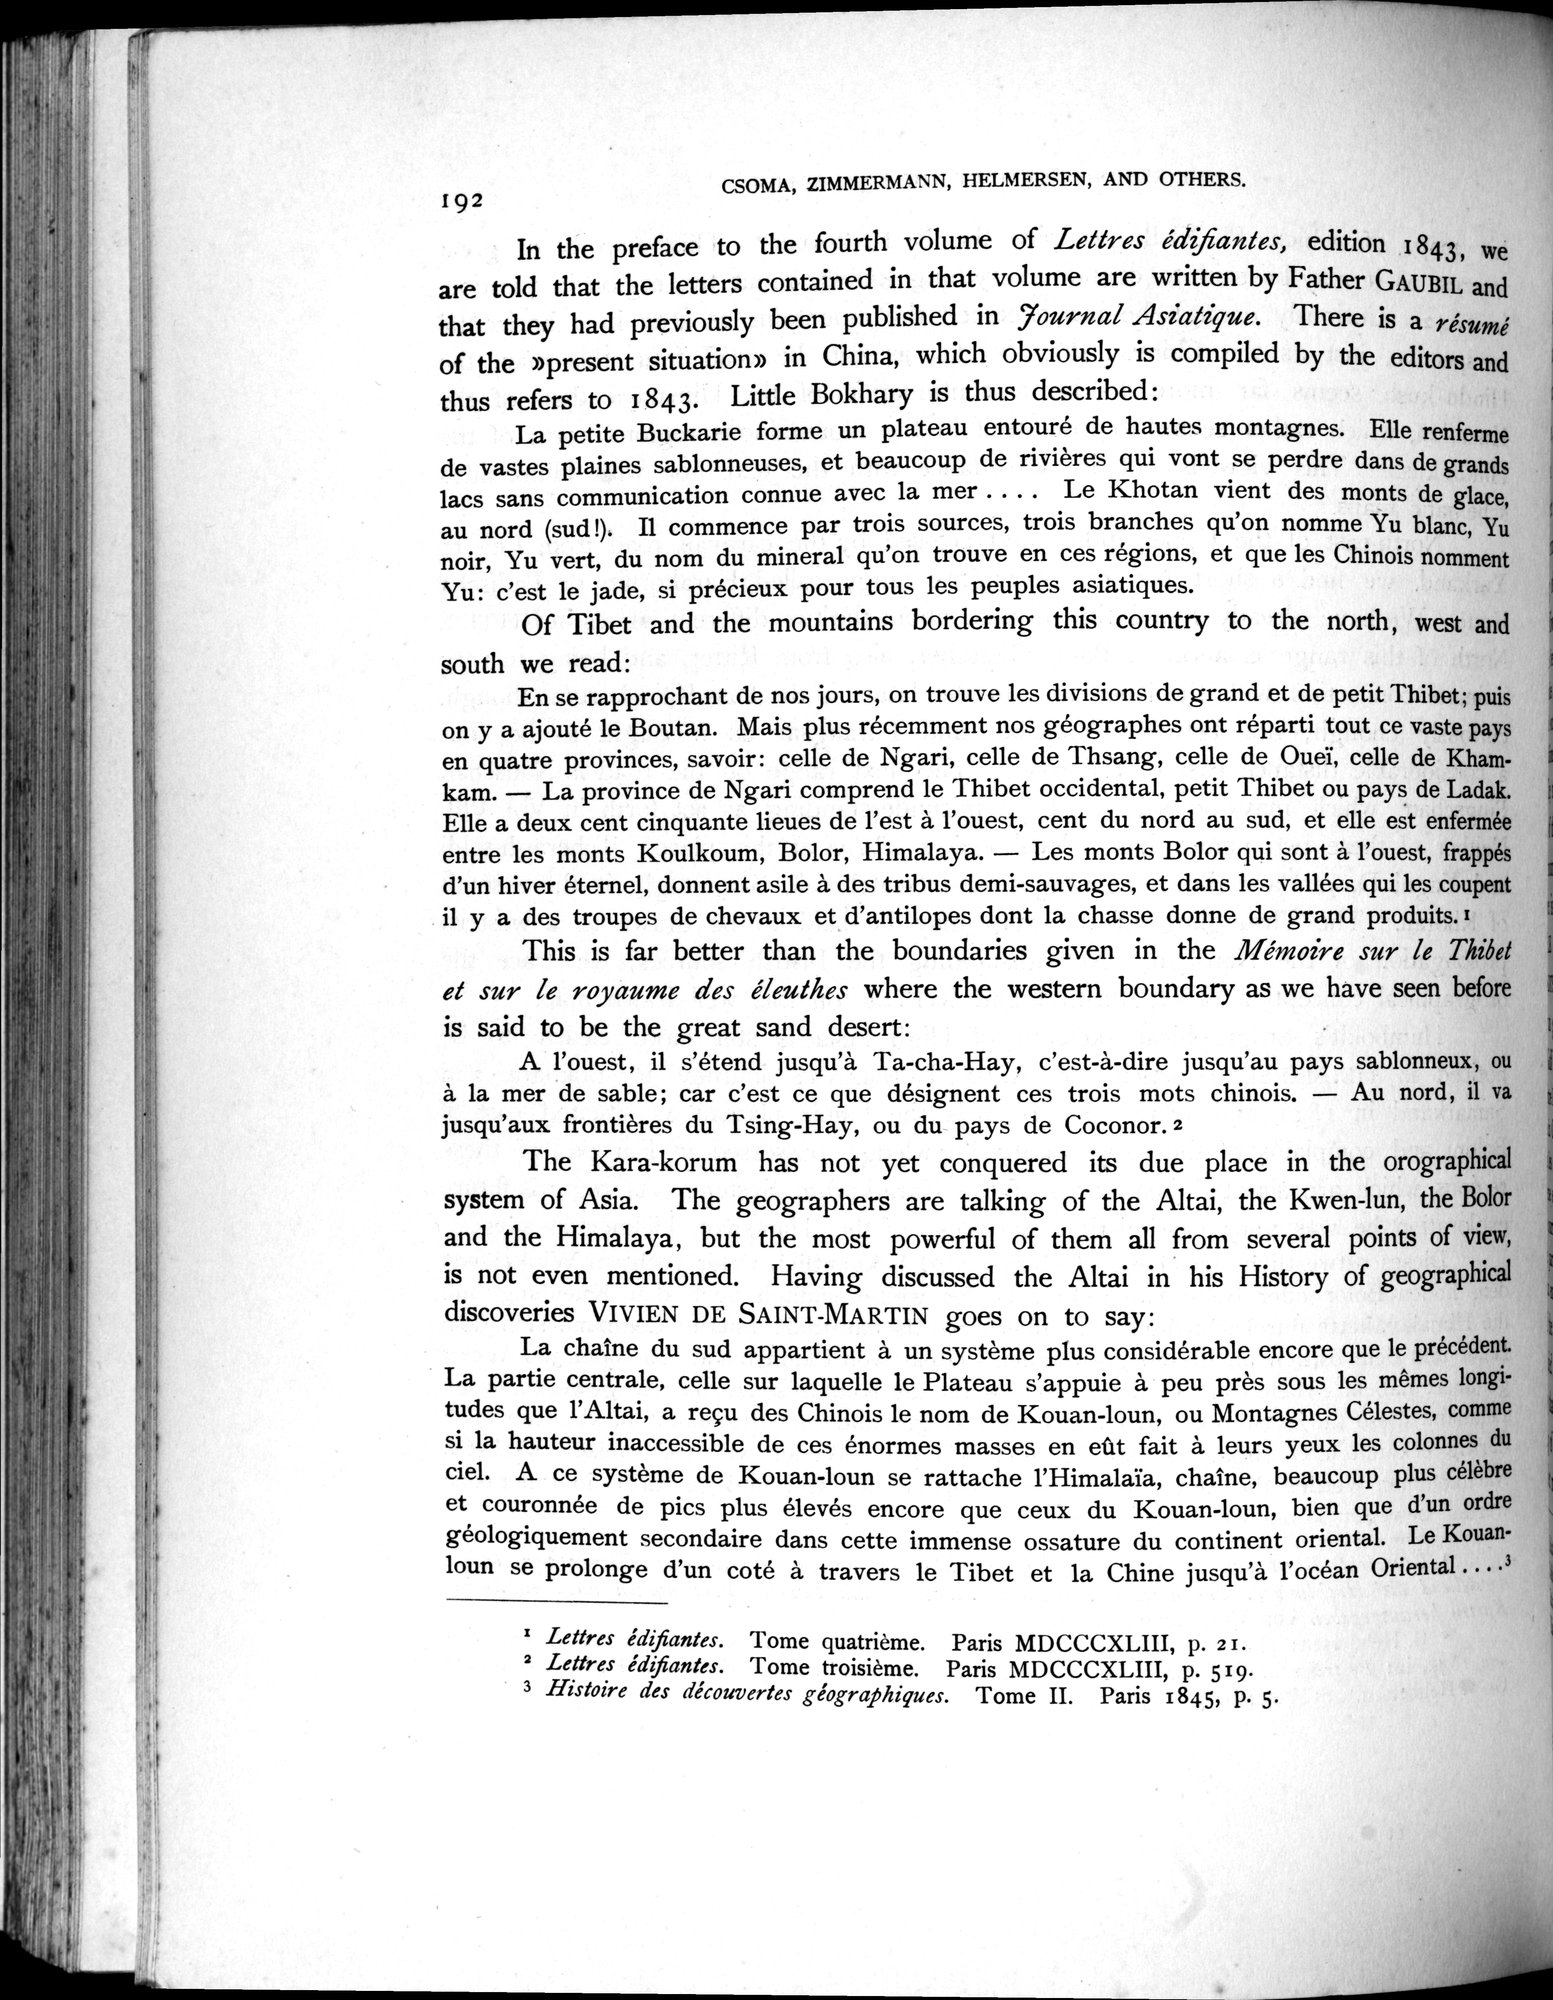 192
CSOMA, ZIMMERMANN, HELMERSEN, AND OTHERS.
In the preface to the fourth volume of Lettres édifiantes, edition 1843, we
are told that the letters contained in that volume are written by Father GAUBIL and
that they had previously been published in Journal Asiatique. There is a résumé
of the »present situation» in China, which obviously is compiled by the editors and
thus refers to 1843. Little Bokhary is thus described:
La petite Buckarie forme un plateau entouré de hautes montagnes. Elle renferme
de vastes plaines sablonneuses, et beaucoup de rivières qui vont se perdre dans de grands
lacs sans communication connue avec la mer .... Le Khotan vient des monts de glace,
au nord (sud!). Il commence par trois sources, trois branches qu'on nomme Yu blanc, Yu
noir, Yu vert, du nom du mineral qu'on trouve en ces régions, et que les Chinois nomment
Yu: c'est le jade, si précieux pour tous les peuples asiatiques.
Of Tibet and the mountains bordering this country to the north, west and
south we read:
En se rapprochant de nos jours, on trouve les divisions de grand et de petit Thibet; puis
on y a ajouté le Boutan. Mais plus récemment nos géographes ont réparti tout ce vaste pays
en quatre provinces, savoir: celle de Ngari, celle de Thsang, celle de Oueï, celle de Kham-
kam. — La province de Ngari comprend le Thibet occidental, petit Thibet ou pays de Ladak.
Elle a deux cent cinquante lieues de l'est à l'ouest, cent du nord au sud, et elle est enfermée
entre les monts Koulkoum, Bolor, Himalaya. — Les monts Bolor qui sont à l'ouest, frappés
d'un hiver éternel, donnent asile à des tribus demi-sauvages, et dans les vallées qui les coupent
il y a des troupes de chevaux et d'antilopes dont la chasse donne de grand produits. 1
This is far better than the boundaries given in the Mémoire sur le Thibet
et sur le royaume des éleuthes where the western boundary as we have seen before
is said to be the great sand desert:
A l'ouest, il s'étend jusqu'à Ta-cha-Hay, c'est-à-dire jusqu'au pays sablonneux, ou
à la mer de sable; car c'est ce que désignent ces trois mots chinois. — Au nord, il va
jusqu'aux frontières du Tsing-Hay, ou du pays de Coconor. 2
The Kara-korum has not yet conquered its due place in the orographical
system of Asia. The geographers are talking of the Altai, the Kwen-lun, the Bolor
and the Himalaya, but the most powerful of them all from several points of view,
is not even mentioned. Having discussed the Altai in his History of geographical
discoveries VIVIEN DE SAINT-MARTIN goes on to say:
La chaîne du sud appartient à un système plus considérable encore que le précédent.
La partie centrale, celle sur laquelle le Plateau s'appuie à peu près sous les mêmes longi-
tudes que l'Altai, a reçu des Chinois le nom de Kouan-loun, ou Montagnes Célestes, comme
si la hauteur inaccessible de ces énormes masses en eût fait à leurs yeux les colonnes du
ciel. A ce système de Kouan-loun se rattache l'Himalaïa, chaîne, beaucoup plus célèbre
et couronnée de pics plus élevés encore que ceux du Kouan-loun, bien que d'un ordre
géologiquement secondaire dans cette immense ossature du continent oriental. Le Kouan-
loun se prolonge d'un coté à travers le Tibet et la Chine jusqu'à l'océan Oriental .... 3
1 Lettres édifiantes. Tome quatrième. Paris MDCCCXLIII, p. 21.
2 Lettres édifiantes. Tome troisième. Paris MDCCCXLIII, p. 519.
3 Histoire des découvertes géographiques. Tome II. Paris 1845, p. 5.